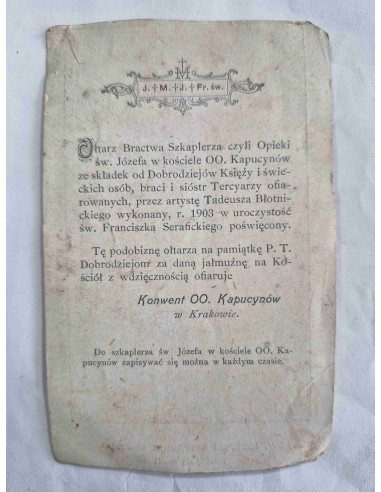 M
J. † M. † J. † Fr. św.
Ołtarz Bractwa Szkaplerza czyli Opieki
św. Józefa w kościele OO. Kapucynów
ze składek od Dobrodziejów Księży i świe-
ckich osób, braci i sióstr Tercyarzy ofia-
rowanych, przez artystę Tadeusza Błotni-
ckiego wykonany, r. 1903 w uroczystość
św. Franciszka Serafickiego poświęcony.
Tę podobiznę ołtarza na pamiątkę P. T.
Dobrodziejom za daną jałmużnę na Ko-
ściół z wdzięcznością ofiaruje
Konwent OO. Kapucynów
w Krakowie.
Do szkaplerza św Józefa w kościele OO. Ka-
pucynów zapisywać się można w każdym czasie.